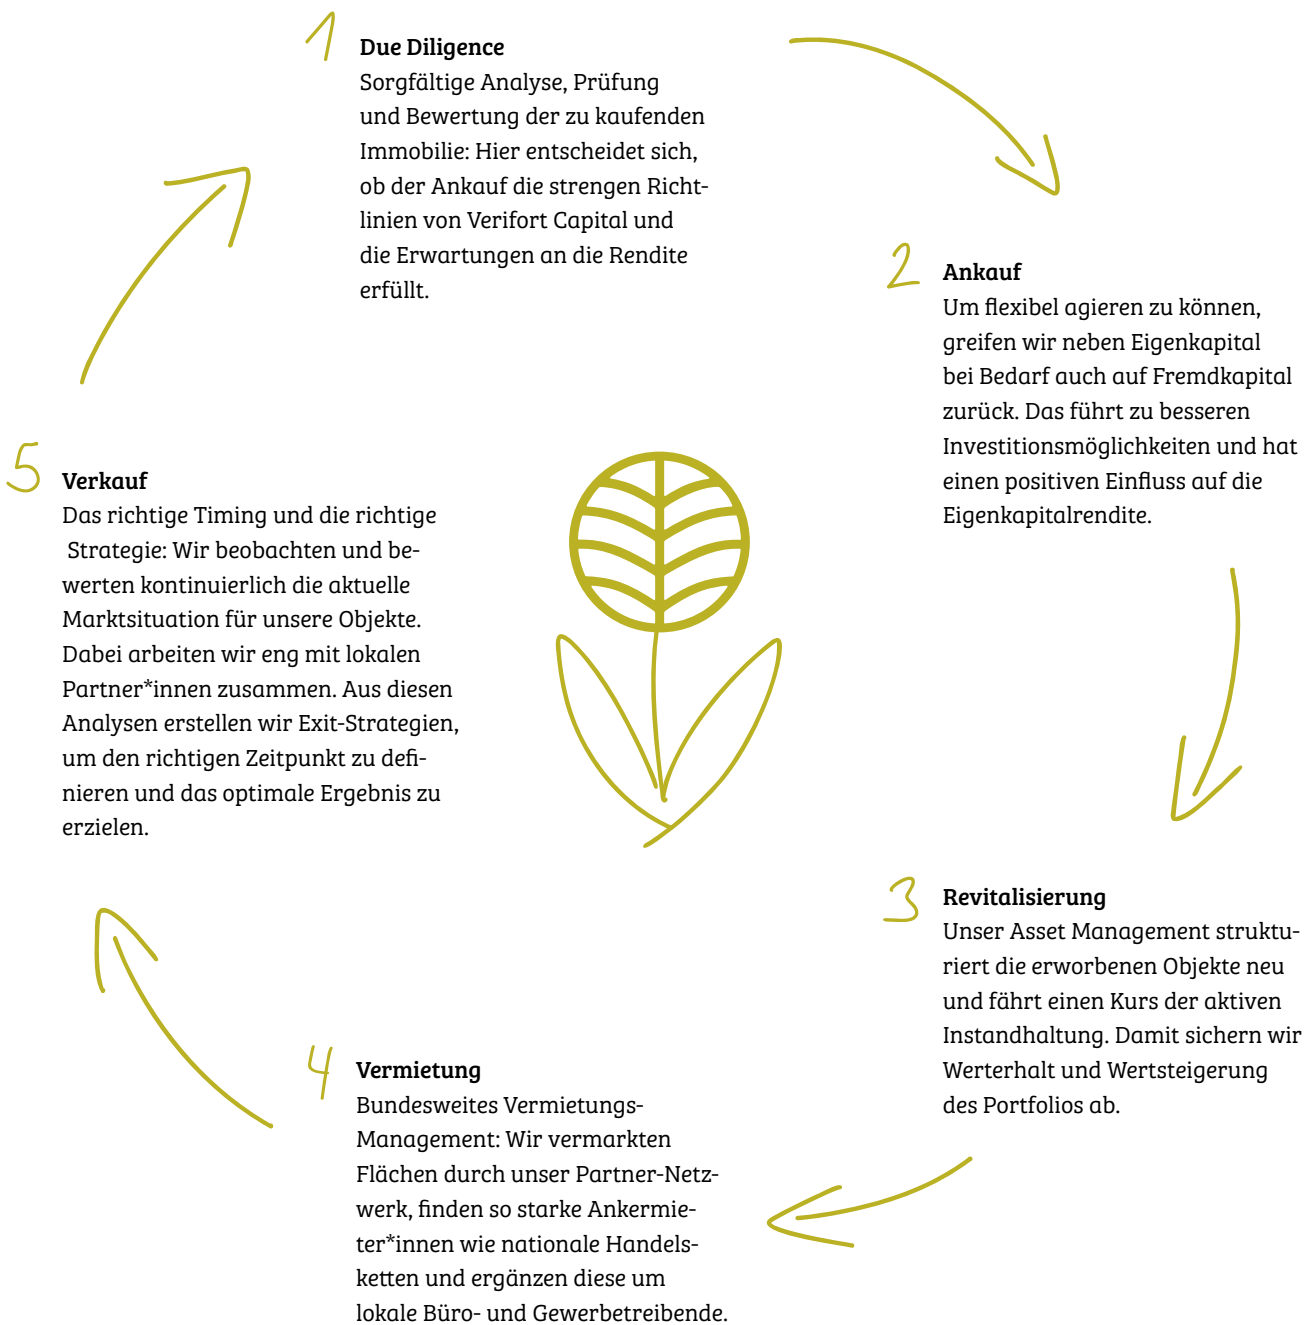 1
Due Diligence
Sorgfältige Analyse, Prüfung
und Bewertung der zu kaufenden
Immobilie: Hier entscheidet sich,
ob der Ankauf die strengen Richt-
linien von Verifort Capital und
die Erwartungen an die Rendite
erfüllt.
2
Ankauf
Um flexibel agieren zu können,
greifen wir neben Eigenkapital
bei Bedarf auch auf Fremdkapital
zurück. Das führt zu besseren
Investitionsmöglichkeiten und hat
einen positiven Einfluss auf die
Eigenkapitalrendite.
3
Revitalisierung
Unser Asset Management struktu-
riert die erworbenen Objekte neu
und fährt einen Kurs der aktiven
Instandhaltung. Damit sichern wir
Werterhalt und Wertsteigerung
des Portfolios ab.
4
Vermietung
Bundesweites Vermietungs-
Management: Wir vermarkten
Flächen durch unser Partner-Netz-
werk, finden so starke Ankermie-
ter*innen wie nationale Handels-
ketten und ergänzen diese um
lokale Büro- und Gewerbetreibende.
5
Verkauf
Das richtige Timing und die richtige
Strategie: Wir beobachten und be-
werten kontinuierlich die aktuelle
Marktsituation für unsere Objekte.
Dabei arbeiten wir eng mit lokalen
Partner*innen zusammen. Aus diesen
Analysen erstellen wir Exit-Strategien,
um den richtigen Zeitpunkt zu defi-
nieren und das optimale Ergebnis zu
erzielen.